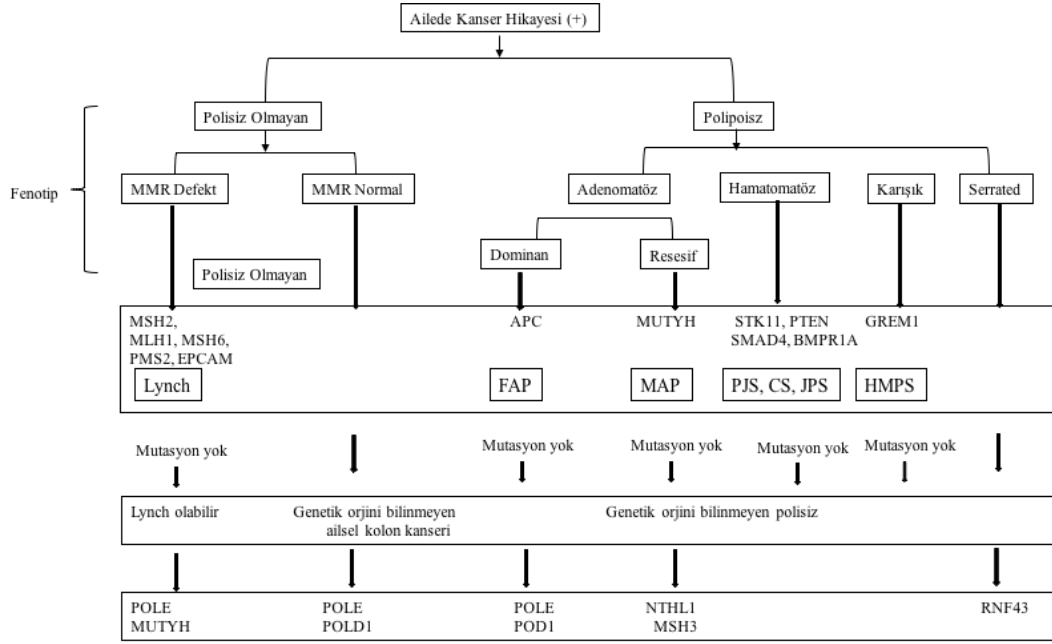 Ailede Kanser Hikayesi (+)
Polisiz Olmayan
Polipoisz
Fenotip
MMR Defekt
MMR Normal
Adenomatöz
Hamatomatöz
Karışık
Serrated
Dominan
Resesif
Polisiz Olmayan
MSH2,
MLH1, MSH6,
PMS2, EPCAM
APC
MUTYH
STK11, PTEN
SMAD4, BMPR1A
GREM1
Lynch
FAP
MAP
PJS, CS, JPS
HMPS
Mutasyon yok
Mutasyon yok
Mutasyon yok
Mutasyon yok
Mutasyon yok
Lynch olabilir
Genetik orjini bilinmeyen
ailsel kolon kanseri
Genetik orjini bilinmeyen polisiz
POLE
MUTYH
POLE
POLD1
POLE
POD1
NTHL1
MSH3
RNF43